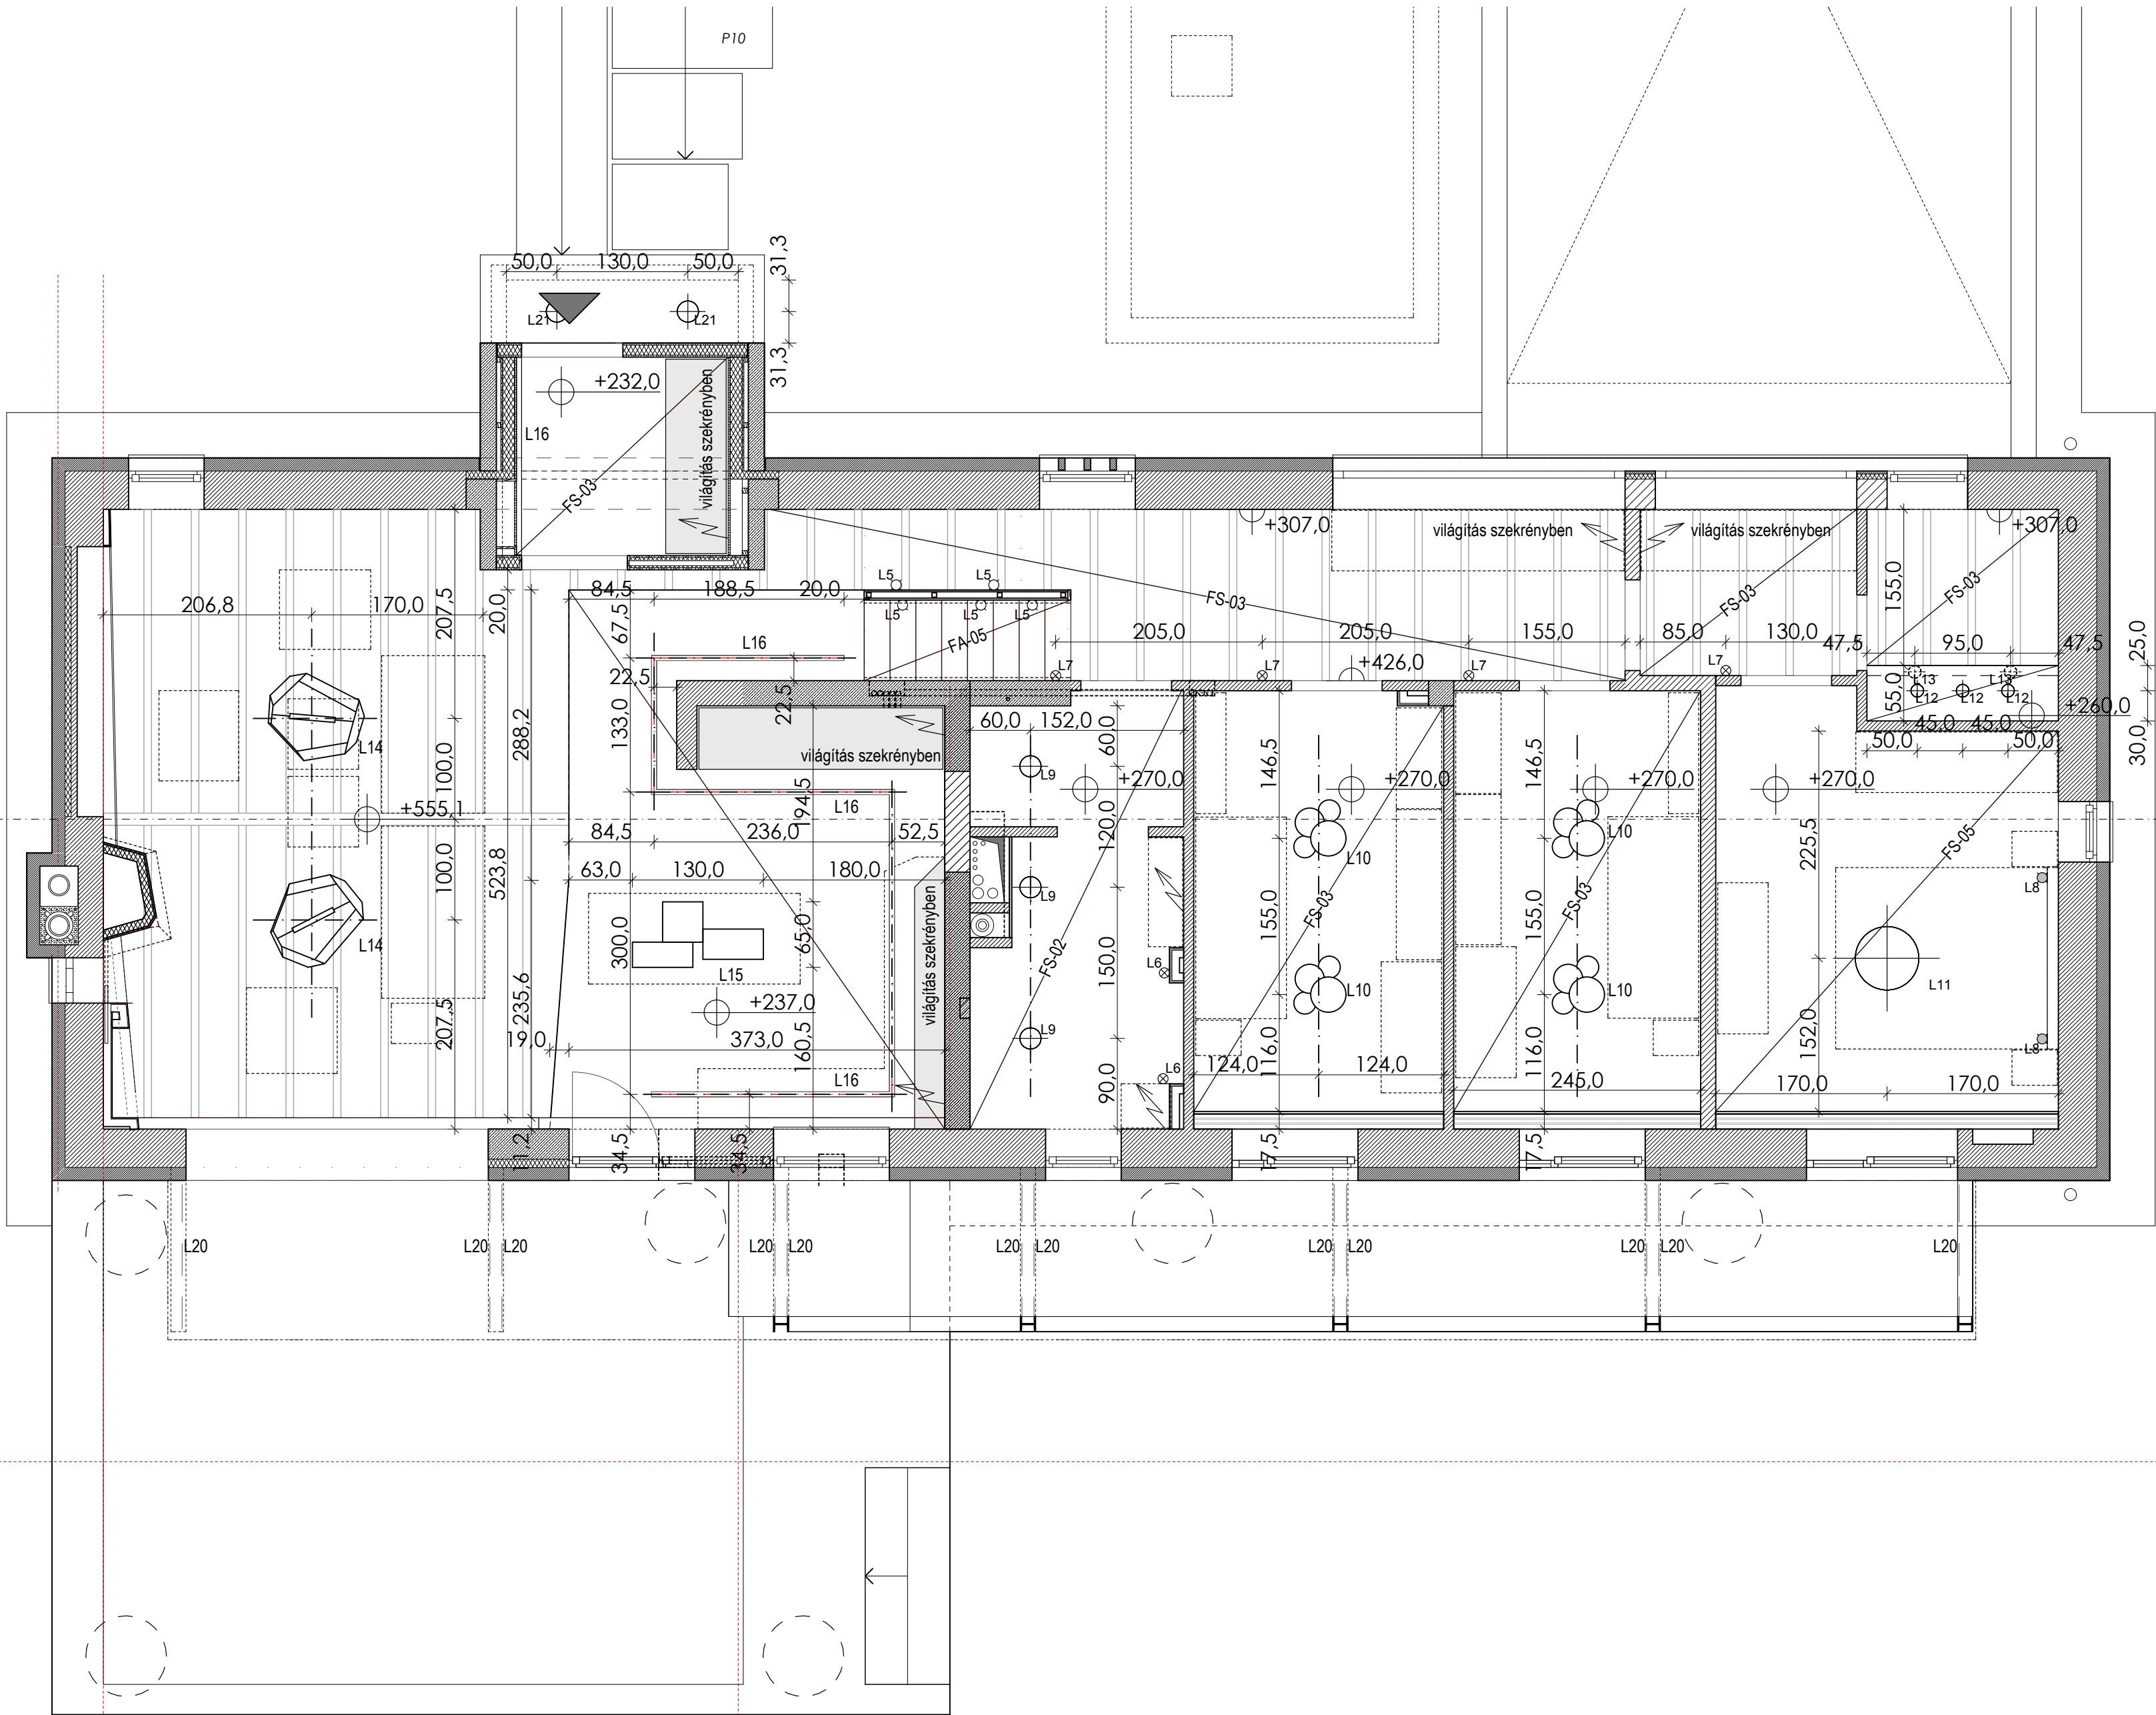 P10
50,0
130,0
50,0
31,3
L21
L21
31,3
+232,0
világítás szekrényben
L16
FS-03
+307,0
világítás szekrényben
világítás szekrényben
+307,0
84,5
188,5
20,0
L5
L5
L5
L5
L5
FS-03
FS-03
FS-03
155,0
206,8
170,0
207,5
20,0
67,5
L16
FA-05
205,0
205,0
155,0
85,0
130,0
47,5
95,0
47,5
25,0
22,5
22,5
L7
L7
+426,0
L7
L7
L13
L13
L12
L12
L12
55,0
+260,0
45,0
45,0
50,0
50,0
30,0
L14
100,0
288,2
133,0
világítás szekrényben
60,0
152,0
60,0
L9
+270,0
146,5
+270,0
146,5
+270,0
+270,0
+555,1
194,5
L16
120,0
84,5
236,0
52,5
L10
L10
225,5
FS-05
63,0
130,0
180,0
100,0
523,8
L9
L8
L14
300,0
65,0
világítás szekrényben
FS-02
150,0
155,0
FS-03
155,0
FS-03
L15
L6
L10
L10
L11
235,6
+237,0
207,5
19,0
373,0
160,5
L9
152,0
L8
L16
L6
90,0
124,0
116,0
124,0
116,0
245,0
170,0
170,0
11,2
34,5
34,5
17,5
17,5
L20
L20
L20
L20
L20
L20
L20
L20
L20
L20
L20
L20